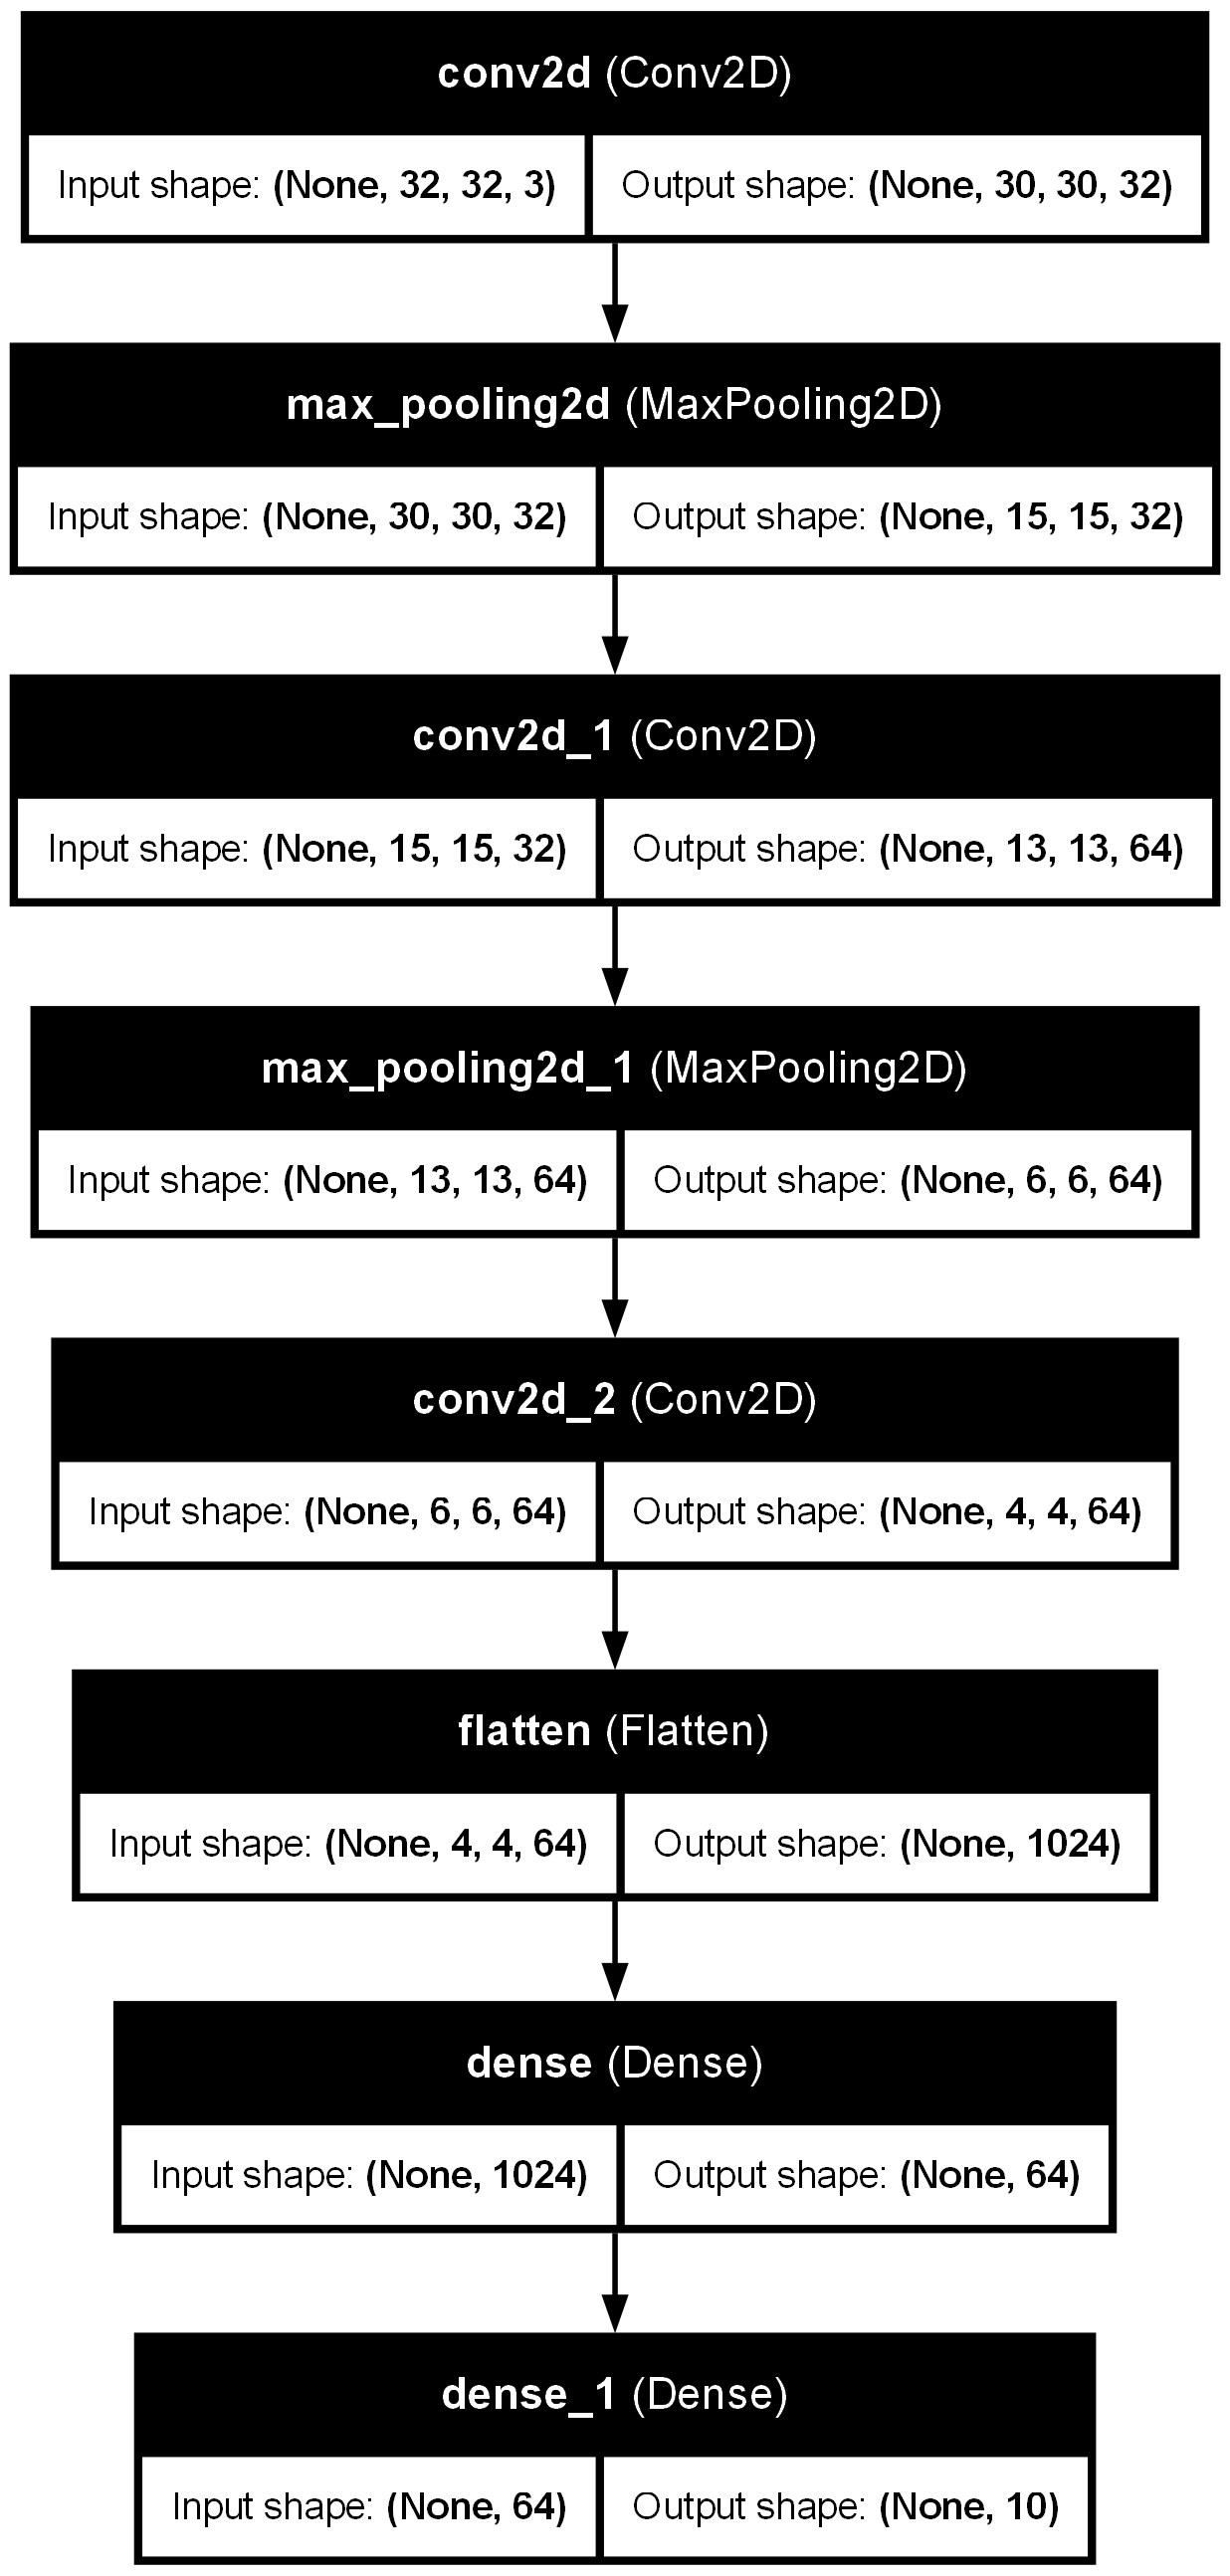 conv2d (Conv2D)
Input shape: (None, 32, 32, 3) Output shape: (None, 30, 30, 32)
max_pooling2d (MaxPooling2D)
Input shape: (None, 30, 30, 32) Output shape: (None, 15, 15, 32)
conv2d_1 (Conv2D)
Input shape: (None, 15, 15, 32) Output shape: (None, 13, 13, 64)
max_pooling2d_1 (MaxPooling2D)
Input shape: (None, 13, 13, 64) Output shape: (None, 6, 6, 64)
conv2d_2 (Conv2D)
Input shape: (None, 6, 6, 64) Output shape: (None, 4, 4, 64)
flatten (Flatten)
Input shape: (None, 4, 4, 64) Output shape: (None, 1024)
dense (Dense)
Input shape: (None, 1024) Output shape: (None, 64)
dense_1 (Dense)
Input shape: (None, 64) Output shape: (None, 10)